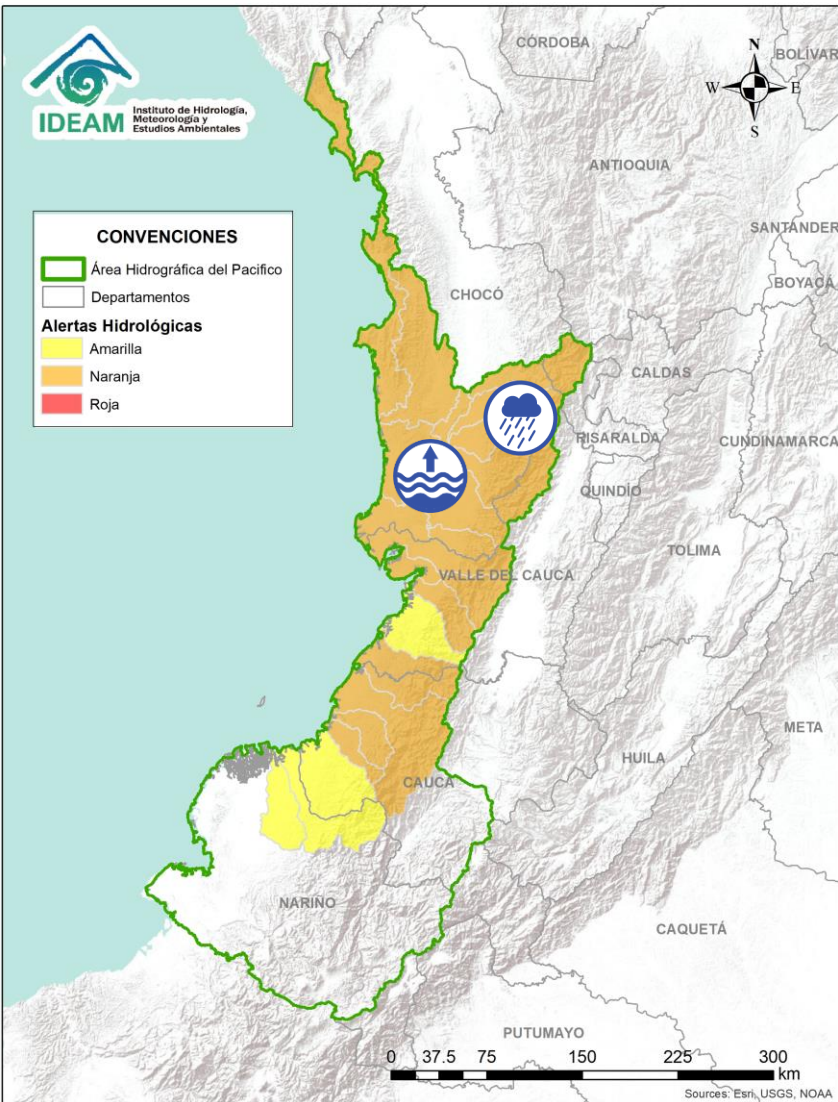 IDEAM
Instituto de Hidrología,
Meteorología y
Estudios Ambientales
CÓRDOBA
BOLÍVAR
N
W E
S
ANTIOQUIA
SANTANDER
BOYACÁ
CONVENCIONES
Área Hidrográfica del Pacifico
Departamentos
Alertas Hidrológicas
Amarilla
Naranja
Roja
CHOCÓ
CALDAS
RISARALDA
CUNDINAMARCA
QUINDÍO
TOLIMA
VALLE DEL CAUCA
META
HUILA
CAUCA
NARIÑO
CAQUETÁ
PUTUMAYO
0 37.5 75 150 225 300
km
Sources: Esri, USGS, NOAA